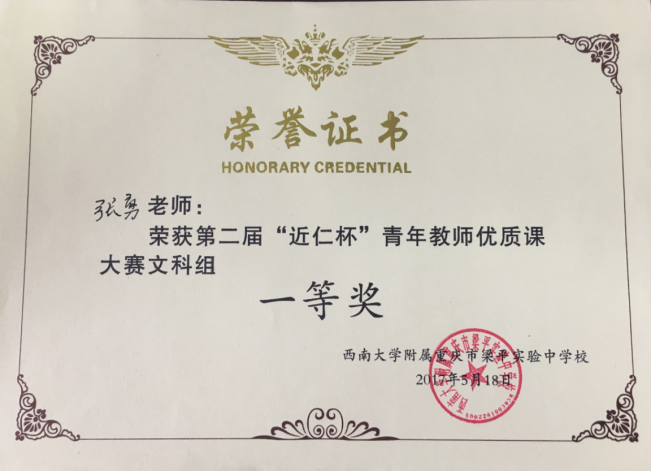 荣誉证书
HONORARY CREDENTIAL
张勇老师：
荣获第二届“近仁杯”青年教师优质课
大赛文科组
一等奖
西南大学附属重庆市梁平实验中学校
2017年5月18日